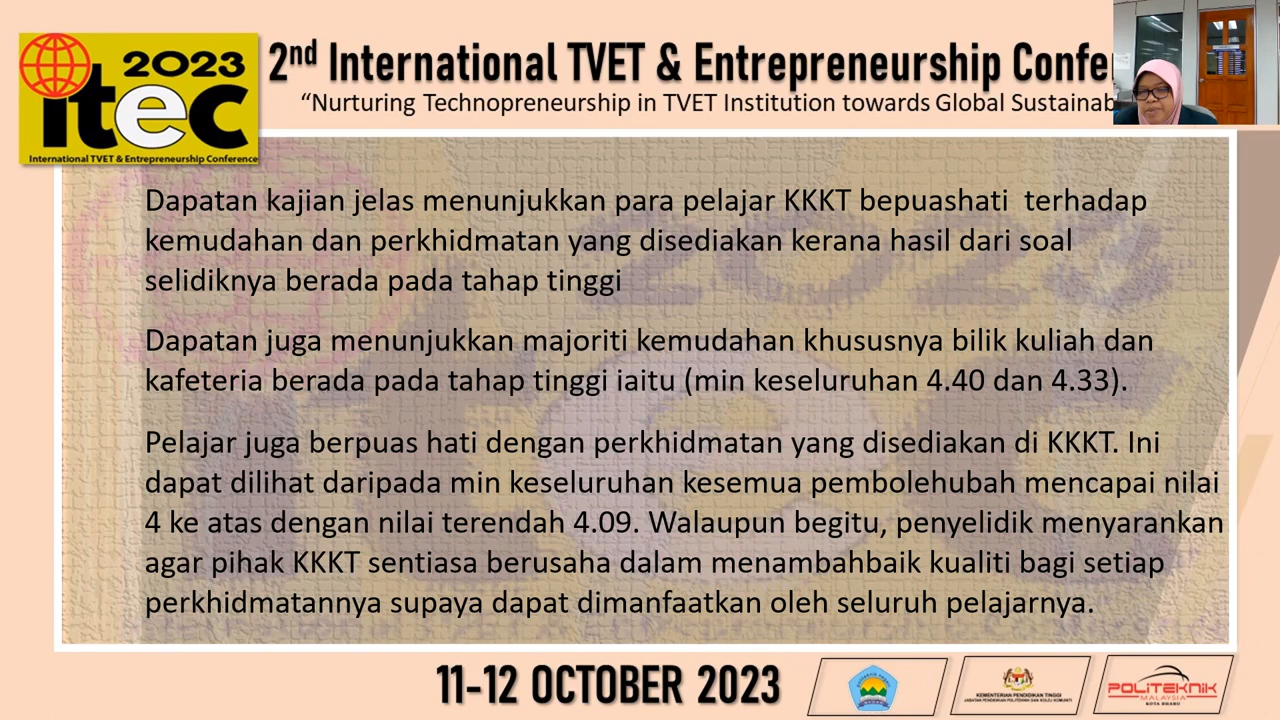 2023
itec
International TVET & Entrepreneurship Conference
2nd International TVET & Entrepreneurship Confe
“Nurturing Technopreneurship in TVET Institution towards Global Sustainab
Dapatan kajian jelas menunjukkan para pelajar KKKT bepuashati terhadap
kemudahan dan perkhidmatan yang disediakan kerana hasil dari soal
selidiknya berada pada tahap tinggi
Dapatan juga menunjukkan majoriti kemudahan khususnya bilik kuliah dan
kafeteria berada pada tahap tinggi iaitu (min keseluruhan 4.40 dan 4.33).
Pelajar juga berpuas hati dengan perkhidmatan yang disediakan di KKKT. Ini
dapat dilihat daripada min keseluruhan kesemua pembolehubah mencapai nilai
4 ke atas dengan nilai terendah 4.09. Walaupun begitu, penyelidik menyarankan
agar pihak KKKT sentiasa berusaha dalam menambahbaik kualiti bagi setiap
perkhidmatannya supaya dapat dimanfaatkan oleh seluruh pelajarnya.
11-12 OCTOBER 2023
KEMENTERIAN PENDIDIKAN TINGGI
JABATAN PENDIDIKAN POLITEKNIK DAN KOLEJ KOMUNITI
POLITEKNIK
MALAYSIA
KOTA BHARU